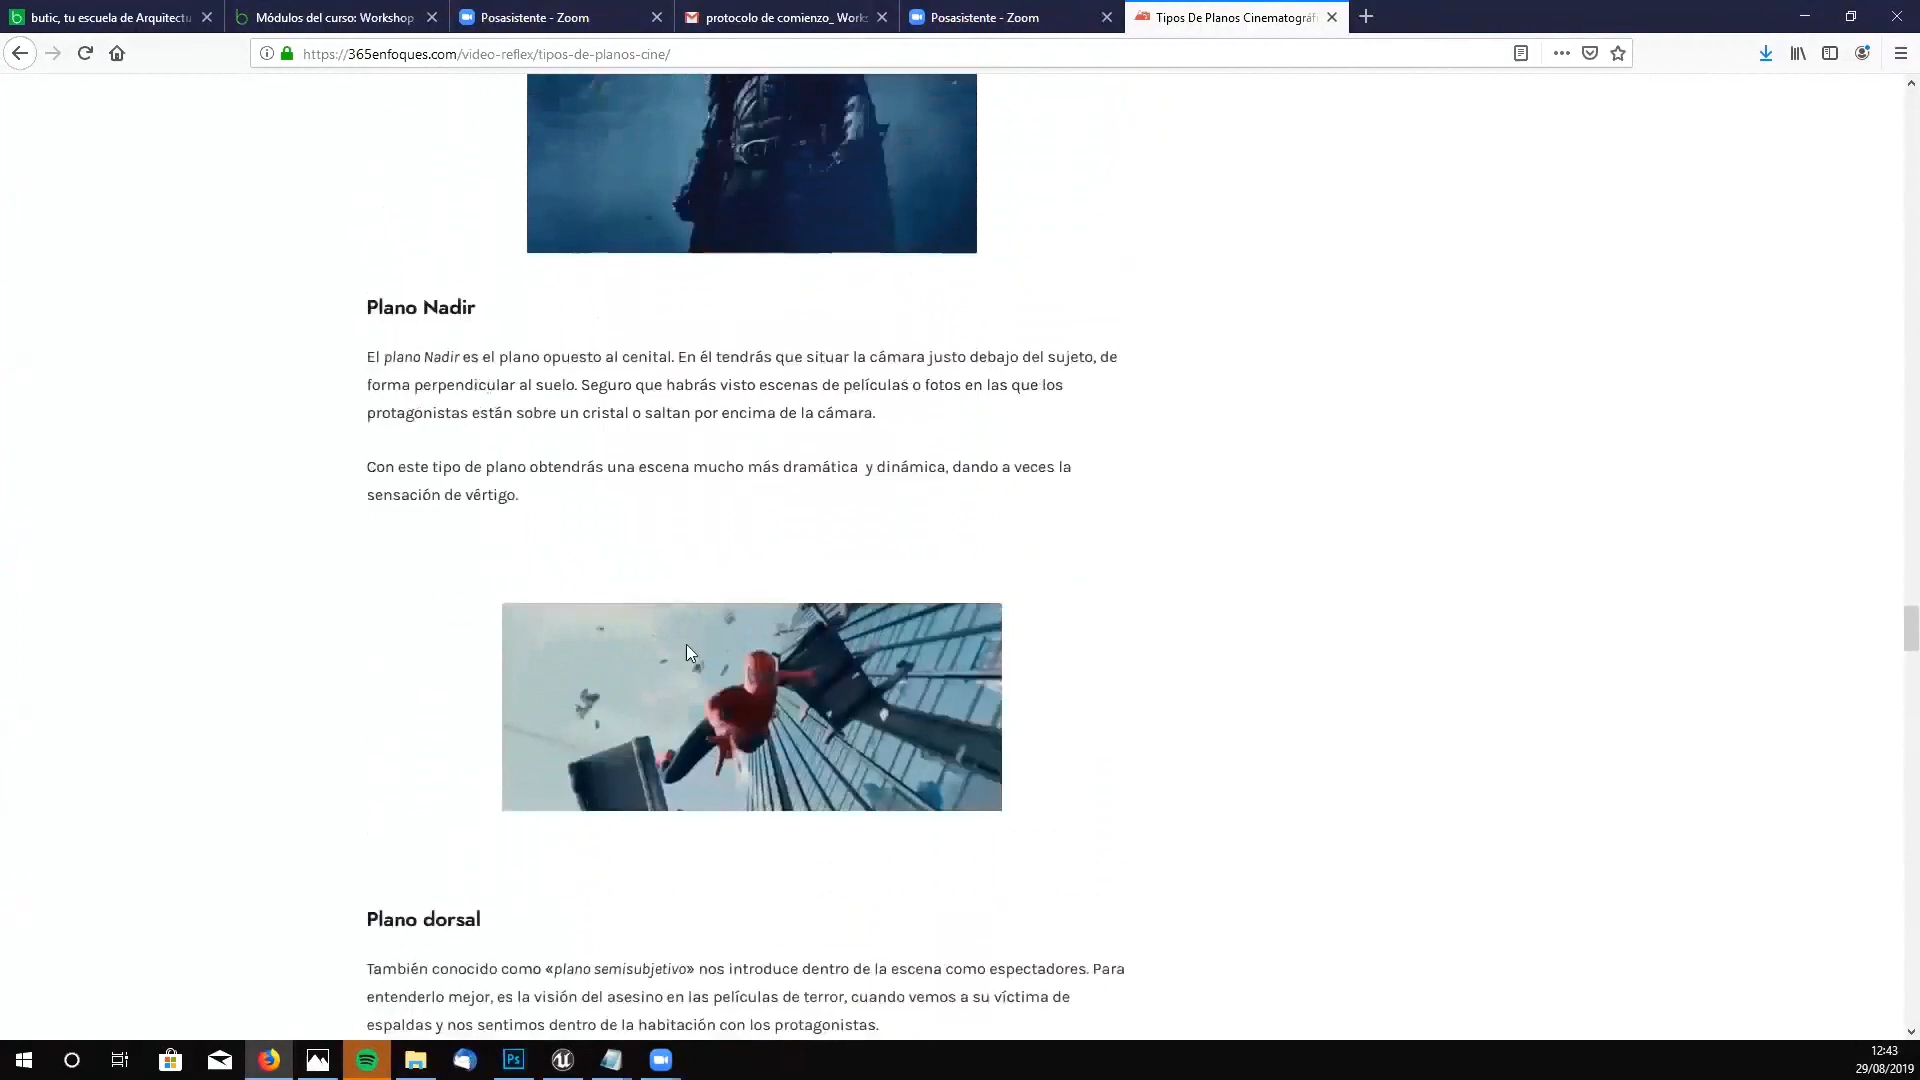 butic, tu escuela de Arquitectu
Módulos del curso: Workshop
Posasistente - Zoom
protocolo de comienzo_ Work
Posasistente - Zoom
Tipos De Planos Cinematográf
https://365enfoques.com/video-reflex/tipos-de-planos-cine/
Plano Nadir
El plano Nadir es el plano opuesto al cenital. En él tendrás que situar la cámara justo debajo del sujeto, de
forma perpendicular al suelo. Seguro que habrás visto escenas de películas o fotos en las que los
protagonistas están sobre un cristal o saltan por encima de la cámara.
Con este tipo de plano obtendrás una escena mucho más dramática y dinámica, dando a veces la
sensación de vértigo.
Plano dorsal
También conocido como «plano semisubjetivo» nos introduce dentro de la escena como espectadores. Para
entenderlo mejor, es la visión del asesino en las películas de terror, cuando vemos a su víctima de
espaldas y nos sentimos dentro de la habitación con los protagonistas.
Ps
12:43
29/08/2019